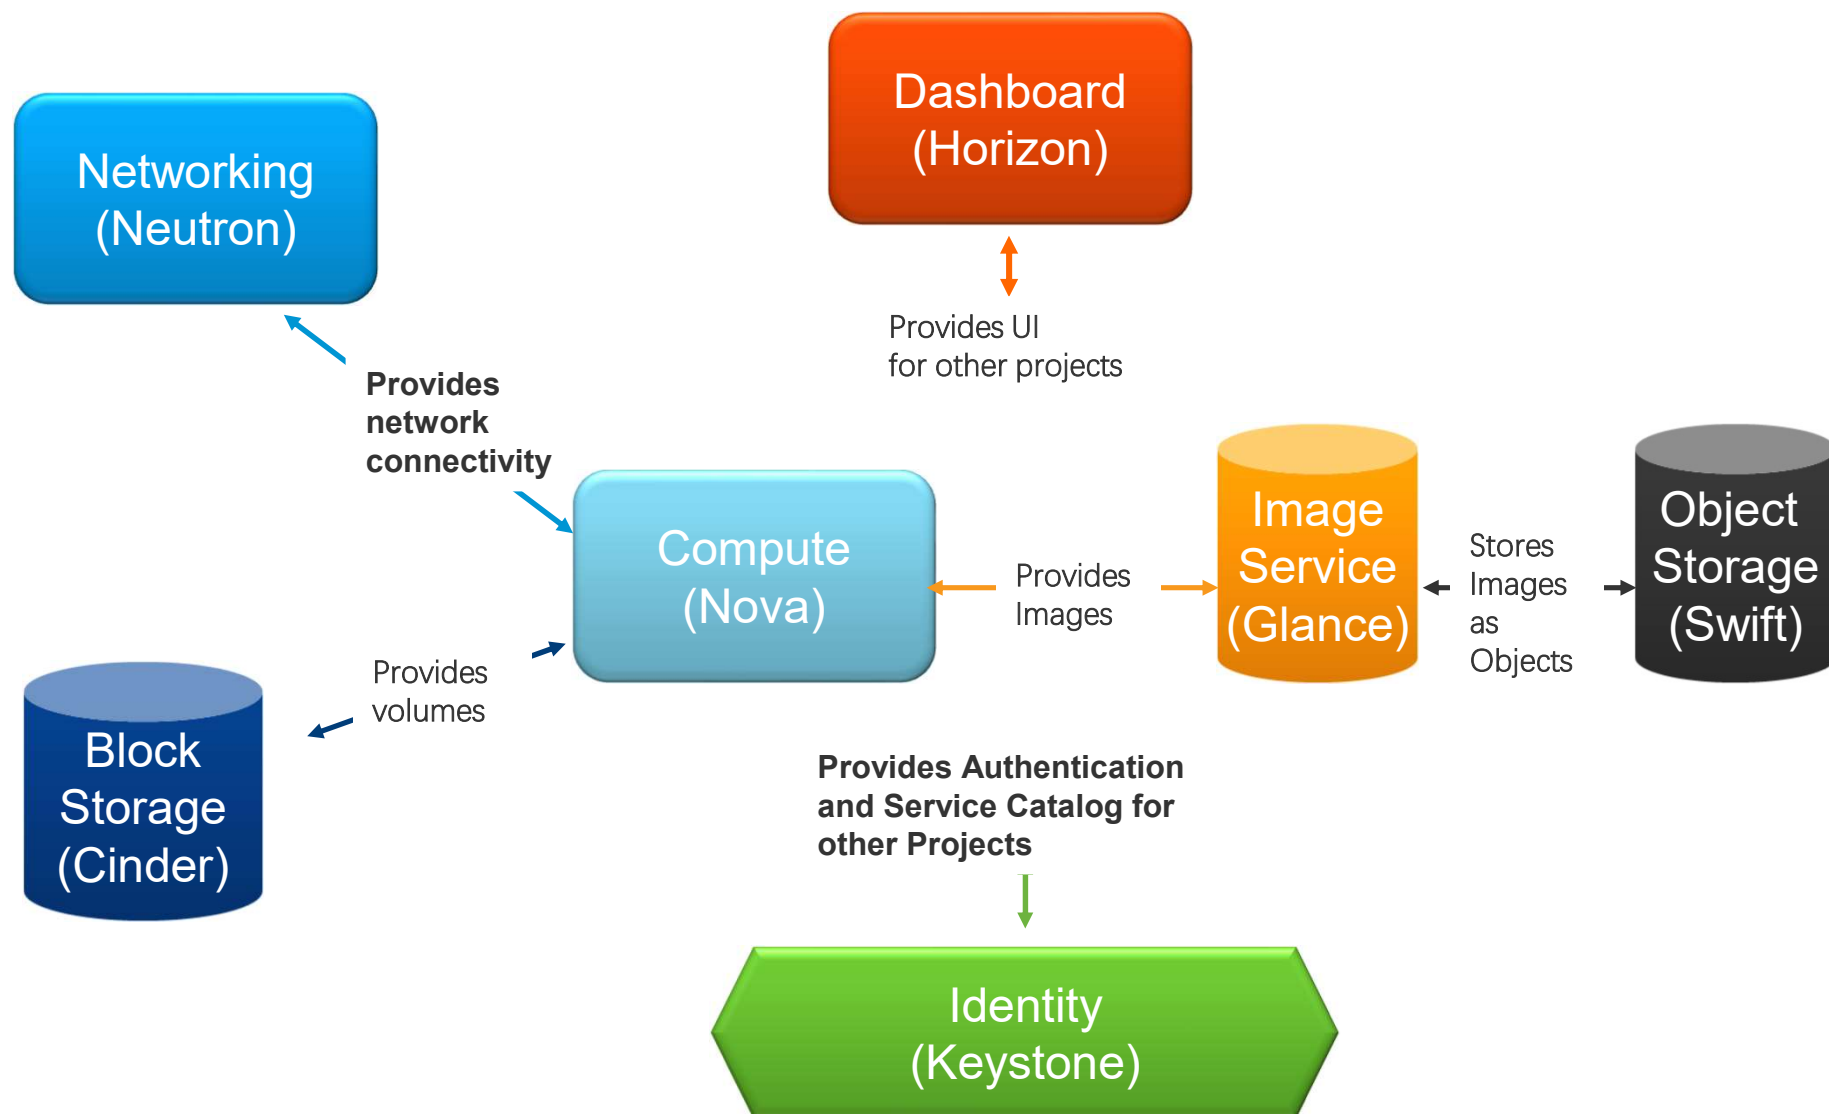 Dashboard
(Horizon)
Networking
(Neutron)
Provides UI
for other projects
Provides
network
connectivity
Compute
(Nova)
Provides
Images
Image
Service
(Glance)
Stores
Images
as
Objects
Object
Storage
(Swift)
Provides
volumes
Block
Storage
(Cinder)
Provides Authentication
and Service Catalog for
other Projects
Identity
(Keystone)